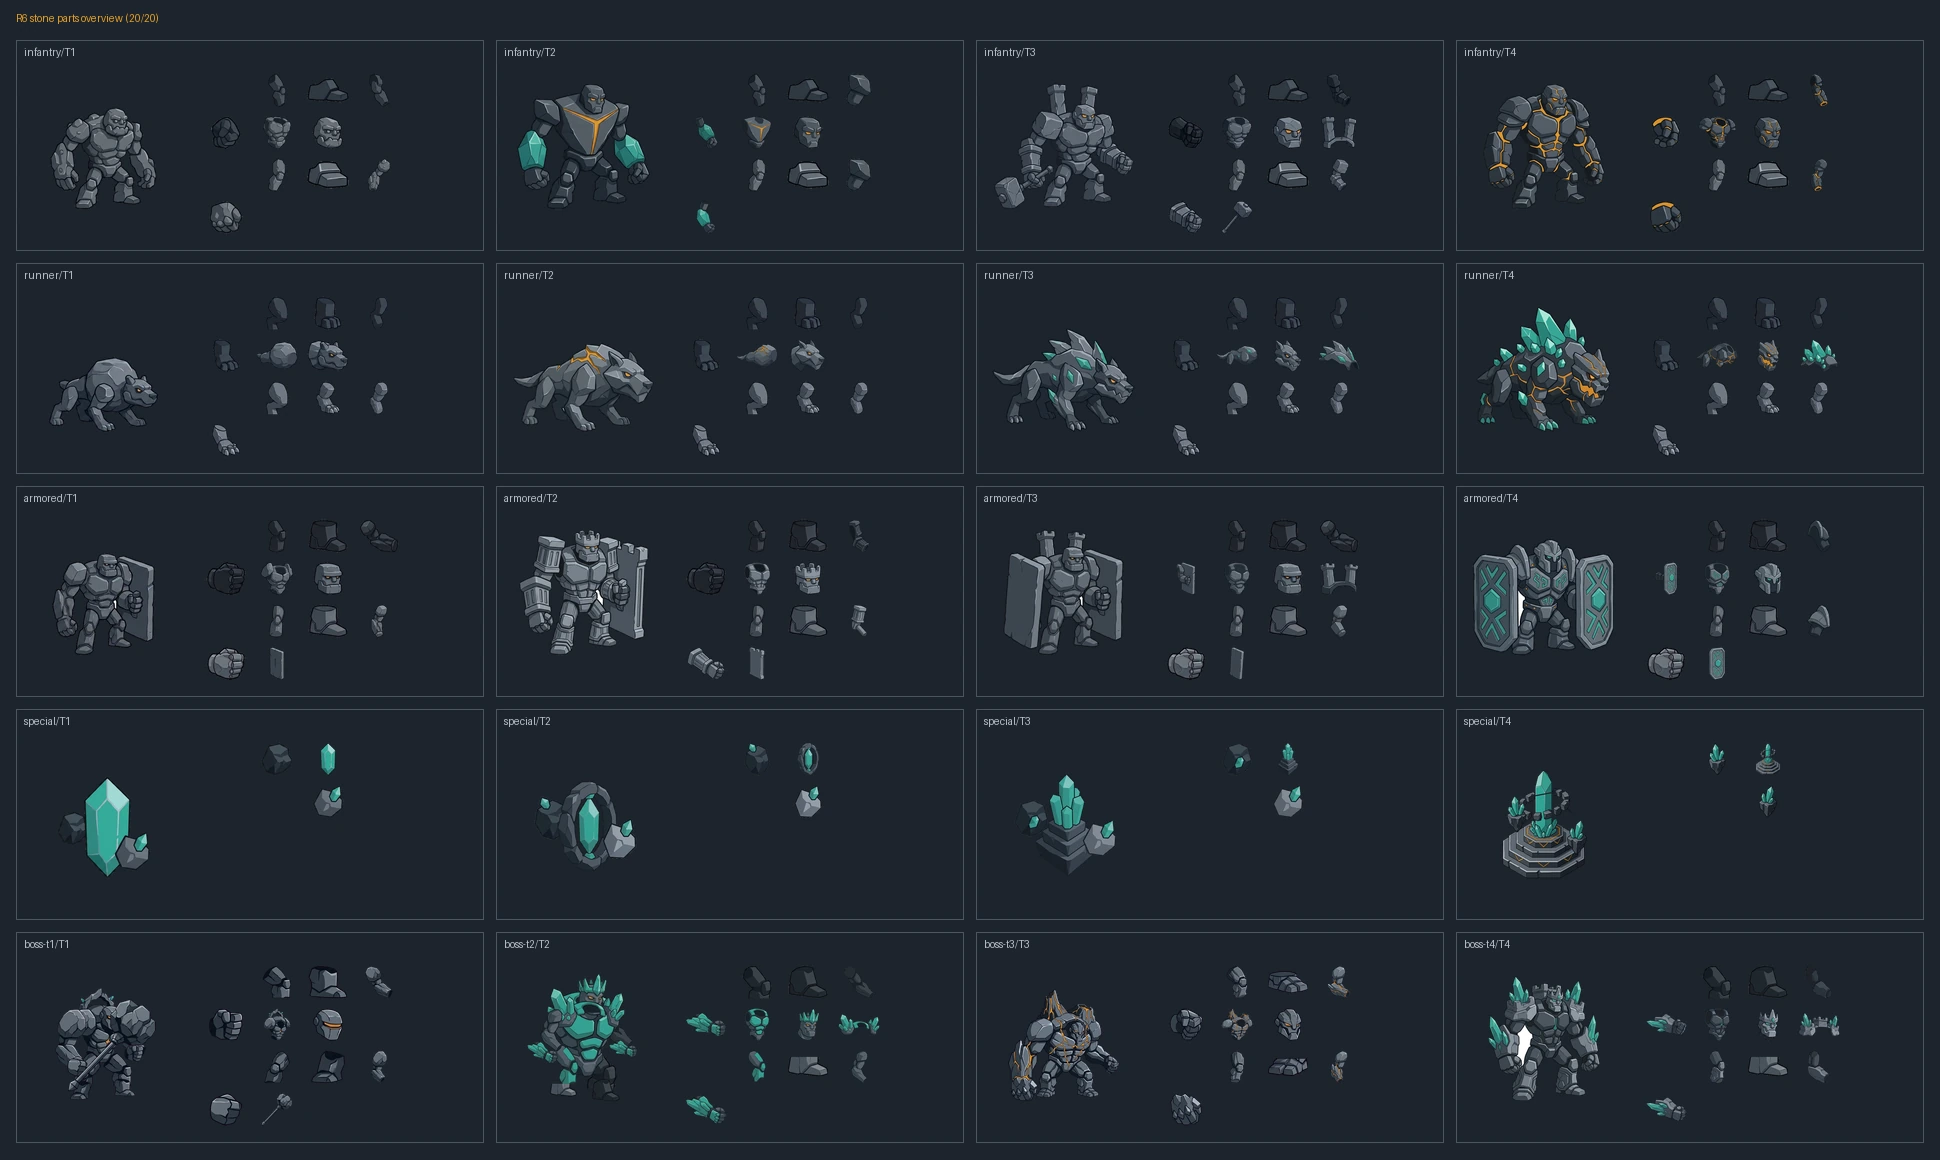 R6 stone parts overview (20/20)
infantry/T1
infantry/T2
infantry/T3
infantry/T4
runner/T1
runner/T2
runner/T3
runner/T4
armored/T1
armored/T2
armored/T3
armored/T4
special/T1
special/T2
special/T3
special/T4
boss-t1/T1
boss-t2/T2
boss-t3/T3
boss-t4/T4